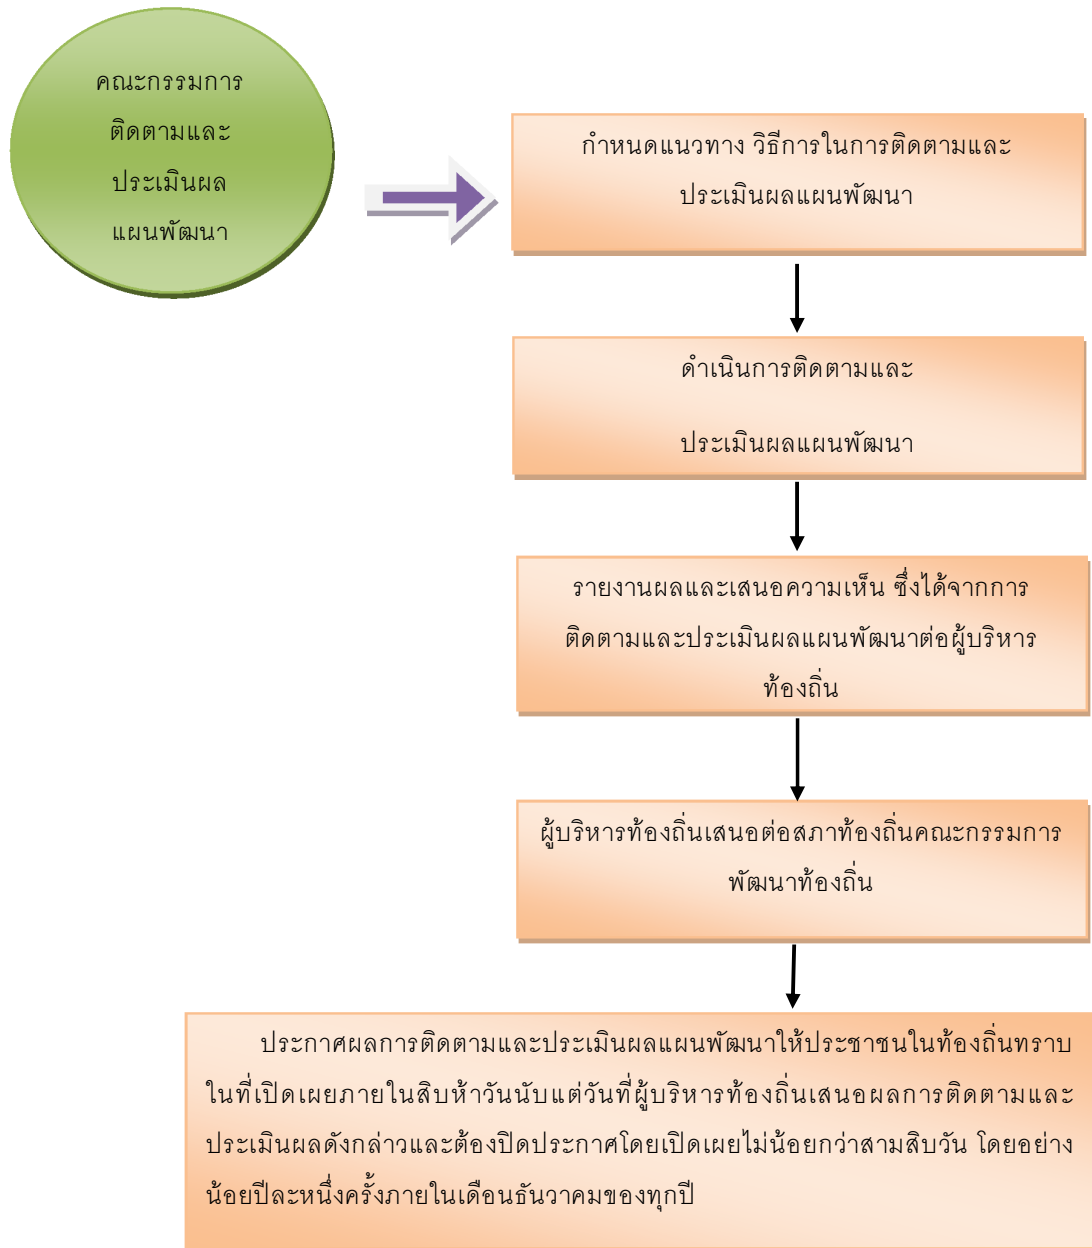 คณะกรรมการ
ติดตามและ
ประเมินผล
แผนพัฒนา
กำหนดแนวทาง วิธีการในการติดตามและ
ประเมินผลแผนพัฒนา
ดำเนินการติดตามและ
ประเมินผลแผนพัฒนา
รายงานผลและเสนอความเห็น ซึ่งได้จากการ
ติดตามและประเมินผลแผนพัฒนาต่อผู้บริหาร
ท้องถิ่น
ผู้บริหารท้องถิ่นเสนอต่อสภาท้องถิ่นคณะกรรมการ
พัฒนาท้องถิ่น
ประกาศผลการติดตามและประเมินผลแผนพัฒนาให้ประชาชนในท้องถิ่นทราบ
ในที่เปิดเผยภายในสิบห้าวันนับแต่วันที่ผู้บริหารท้องถิ่นเสนอผลการติดตามและ
ประเมินผลดังกล่าวและต้องปิดประกาศโดยเปิดเผยไม่น้อยกว่าสามสิบวัน โดยอย่าง
น้อยปีละหนึ่งครั้งภายในเดือนธันวาคมของทุกปี